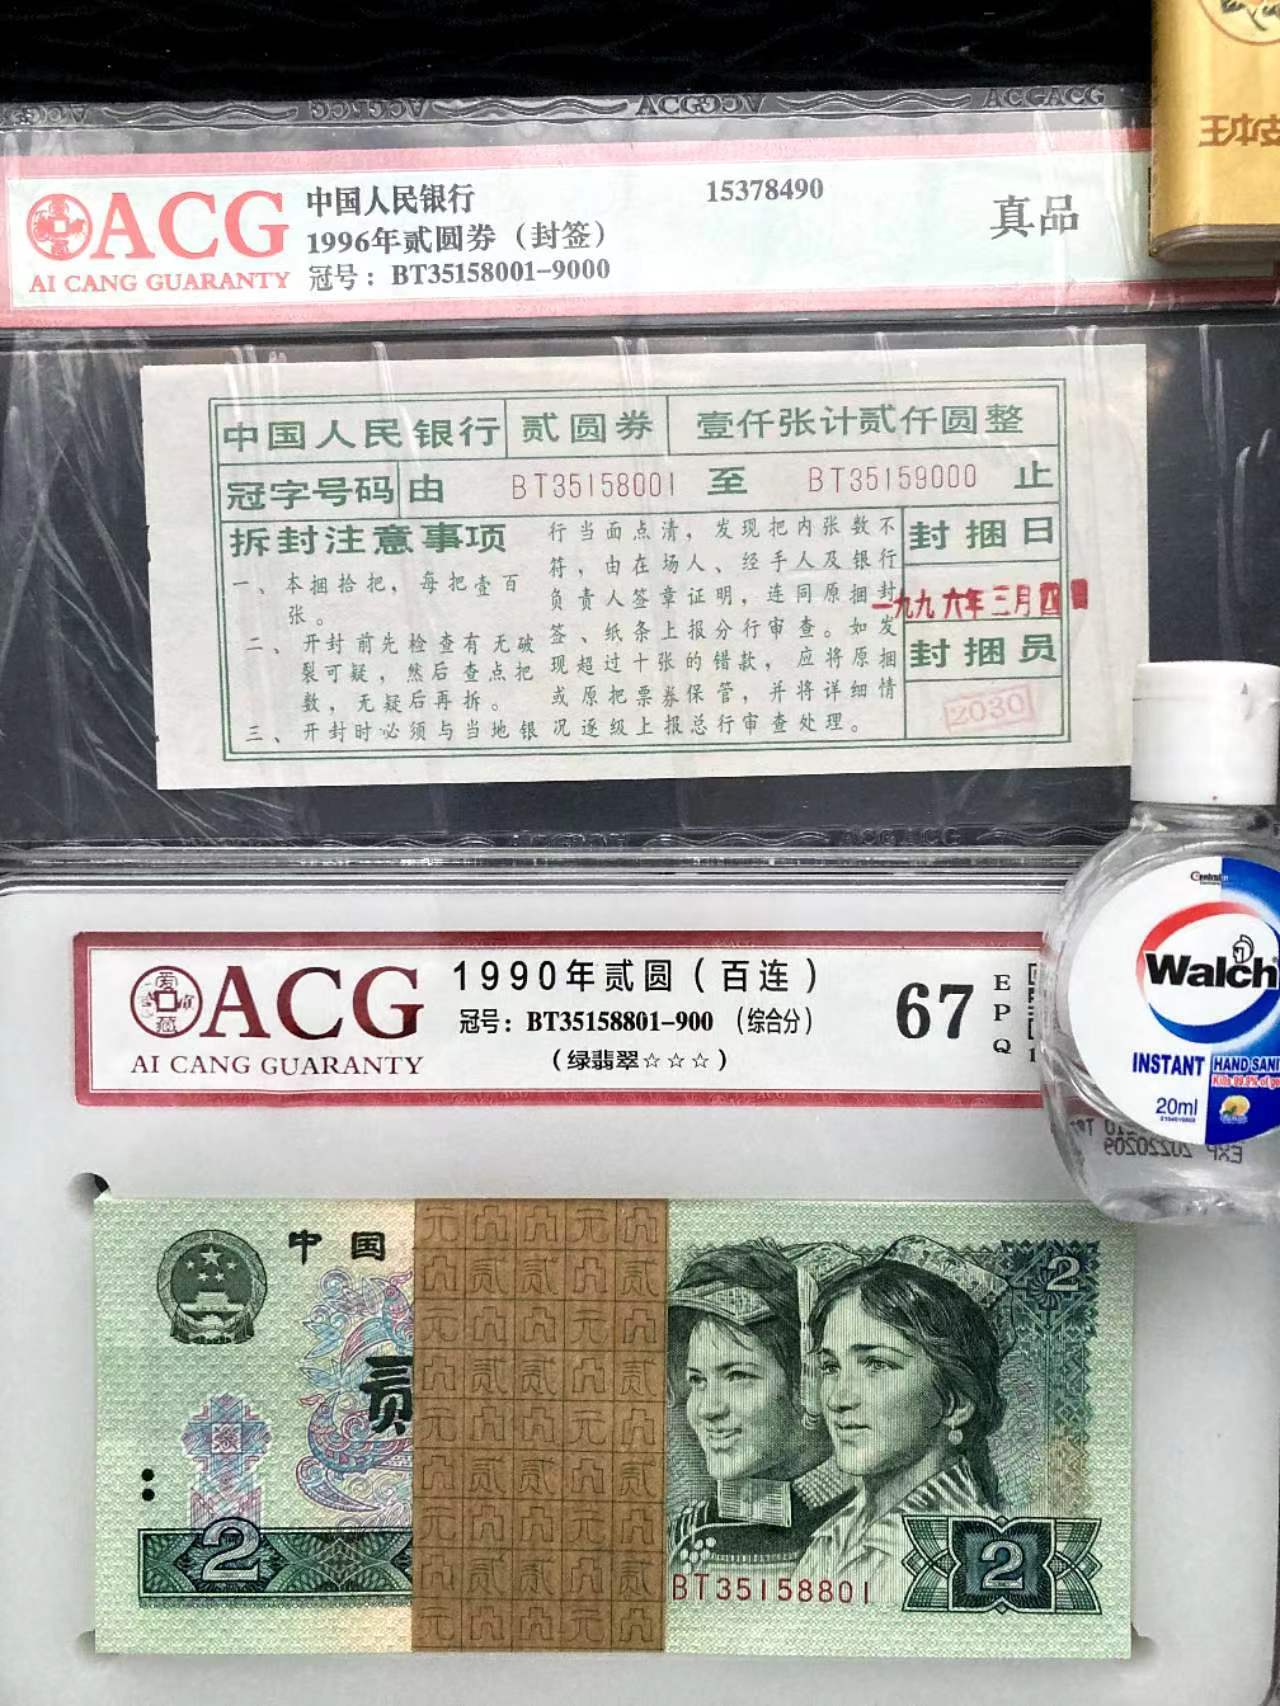 ACG
AI CANG GUARANTY
中国人民银行
1996年贰圆券（封签）
冠号：BT35158001-9000
15378490
真品
中国人民银行 贰圆券 壹仟张计贰仟圆整
冠字号码 由 BT35158001 至 BT35159000 止
拆封注意事项
一、本捆拾把，每把壹百
张。
二、开封前先检查有无破
裂可疑，然后查点把
数，无疑后再拆。
三、开封时必须与当地银
行当面点清，发现把内张数不
符，由在场人、经手人及银行
负责人签章证明，连同原捆封
签、纸条上报分行审查。如发
现超过十张的错款，应将原捆
或原把票券保管，并将详细情
况逐级上报总行审查处理。
封捆日
一九九六年三月四日
封捆员
2030
ACG
AI CANG GUARANTY
1990年贰圆（百连）
冠号：BT35158801-900（综合分）
（绿翡翠☆☆☆）
67
EPQ
Walch
INSTANT HAND SANI
20ml
EXP 20220209
中国
贰
2
2
2
BT35158801